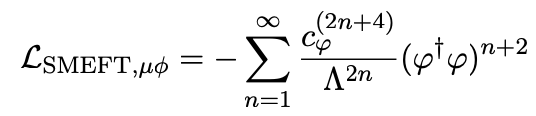 $\mathcal{L}_{\mathrm{SMEFT},\mu\phi} = -\sum_{n=1}^{\infty} \frac{c_{\varphi}^{(2n+4)}}{\Lambda^{2n}} (\varphi^{\dagger}\varphi)^{n+2}$